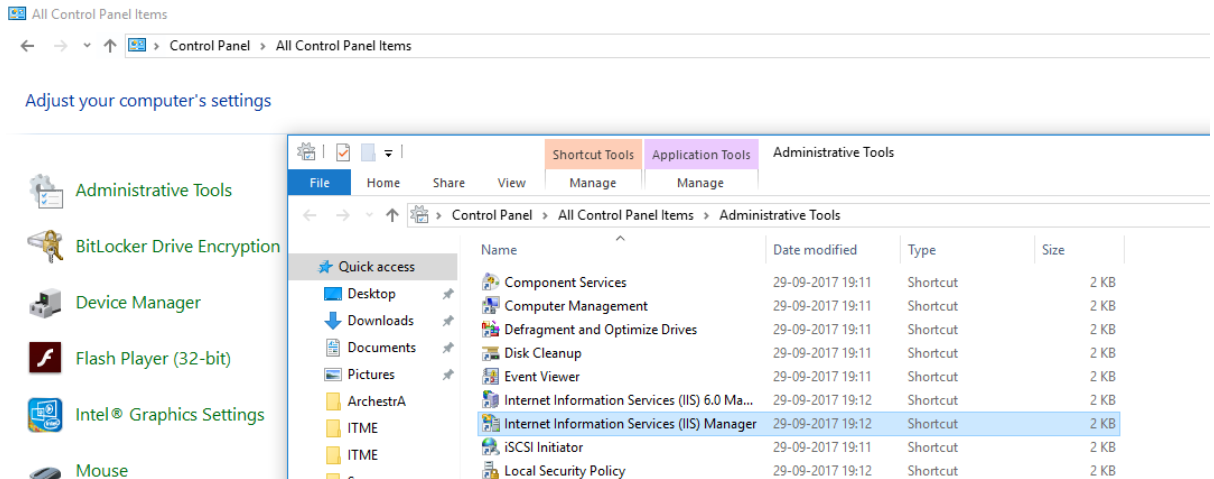 All Control Panel Items
Control Panel > All Control Panel Items
Adjust your computer's settings
Administrative Tools
BitLocker Drive Encryption
Device Manager
Flash Player (32-bit)
Intel® Graphics Settings
Mouse
Shortcut Tools Application Tools Administrative Tools
File Home Share View Manage Manage
Control Panel > All Control Panel Items > Administrative Tools
Quick access
Desktop
Downloads
Documents
Pictures
ArchestrA
ITME
ITME
Name Date modified Type Size
Component Services 29-09-2017 19:11 Shortcut 2 KB
Computer Management 29-09-2017 19:11 Shortcut 2 KB
Defragment and Optimize Drives 29-09-2017 19:11 Shortcut 2 KB
Disk Cleanup 29-09-2017 19:11 Shortcut 2 KB
Event Viewer 29-09-2017 19:11 Shortcut 2 KB
Internet Information Services (IIS) 6.0 Ma... 29-09-2017 19:12 Shortcut 2 KB
Internet Information Services (IIS) Manager 29-09-2017 19:12 Shortcut 2 KB
iSCSI Initiator 29-09-2017 19:11 Shortcut 2 KB
Local Security Policy 29-09-2017 19:12 Shortcut 2 KB